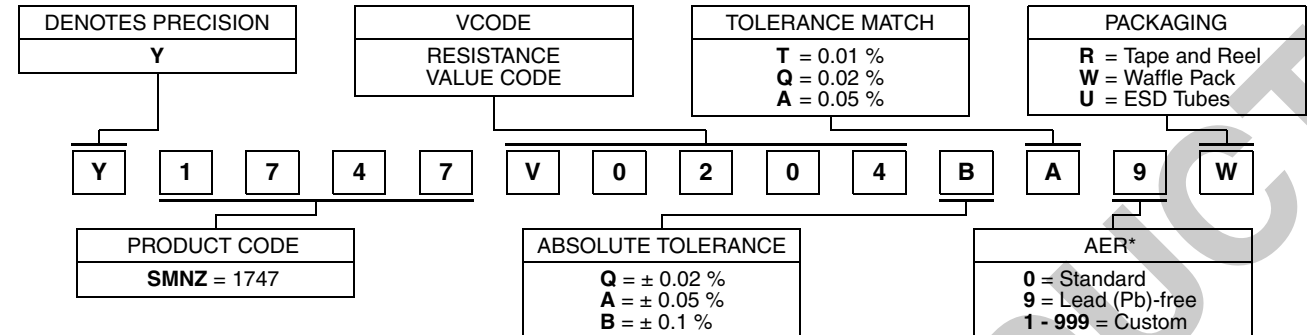 DENOTES PRECISION
Y
VCODE
RESISTANCE
VALUE CODE
TOLERANCE MATCH
T = 0.01 %
Q = 0.02 %
A = 0.05 %
PACKAGING
R = Tape and Reel
W = Waffle Pack
U = ESD Tubes
Y 1 7 4 7 V 0 2 0 4 B A 9 W
PRODUCT CODE
SMNZ = 1747
ABSOLUTE TOLERANCE
Q = ± 0.02 %
A = ± 0.05 %
B = ± 0.1 %
AER*
0 = Standard
9 = Lead (Pb)-free
1 - 999 = Custom
UCT